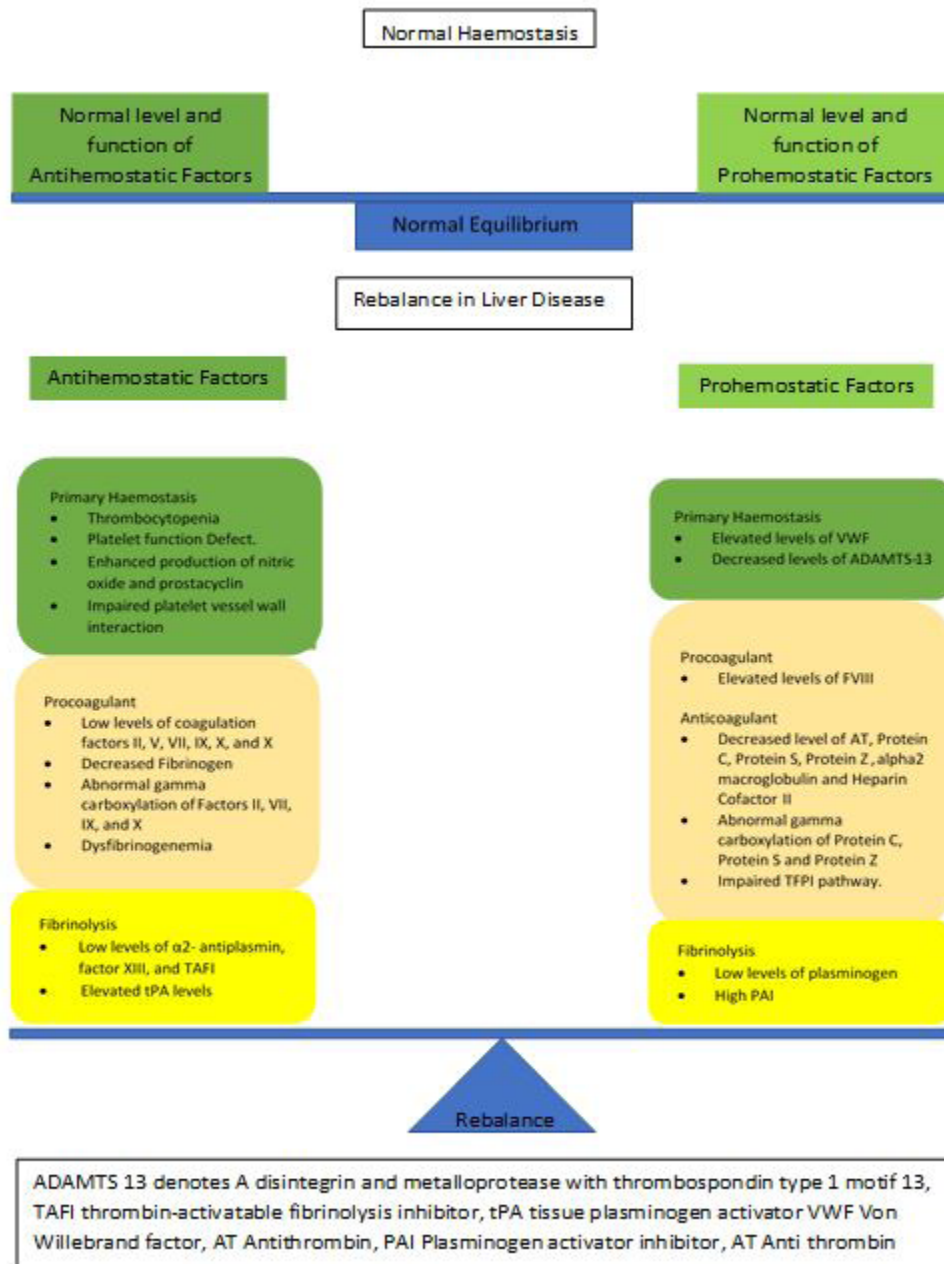 Normal Haemostasis
Normal level and
function of
Antihemostatic Factors
Normal level and
function of
Prohemostatic Factors
Normal Equilibrium
Rebalance in Liver Disease
Antihemostatic Factors
Prohemostatic Factors
Primary Haemostasis
• Thrombocytopenia
• Platelet function Defect.
• Enhanced production of nitric
oxide and prostacyclin
• Impaired platelet vessel wall
interaction
Procoagulant
• Low levels of coagulation
factors II, V, VII, IX, X, and X
• Decreased Fibrinogen
• Abnormal gamma
carboxylation of Factors II, VII,
IX, and X
• Dysfibrinogenemia
Fibrinolysis
• Low levels of α2- antiplasmin,
factor XIII, and TAFI
• Elevated tPA levels
Primary Haemostasis
• Elevated levels of VWF
• Decreased levels of ADAMTS-13
Procoagulant
• Elevated levels of FVIII
Anticoagulant
• Decreased level of AT, Protein
C, Protein S, Protein Z ,alpha2
macroglobulin and Heparin
Cofactor II
• Abnormal gamma
carboxylation of Protein C,
Protein S and Protein Z
• Impaired TFPI pathway.
Fibrinolysis
• Low levels of plasminogen
• High PAI
Rebalance
ADAMTS 13 denotes A disintegrin and metalloprotease with thrombospondin type 1 motif 13,
TAFI thrombin-activatable fibrinolysis inhibitor, tPA tissue plasminogen activator VWF Von
Willebrand factor, AT Antithrombin, PAI Plasminogen activator inhibitor, AT Anti thrombin